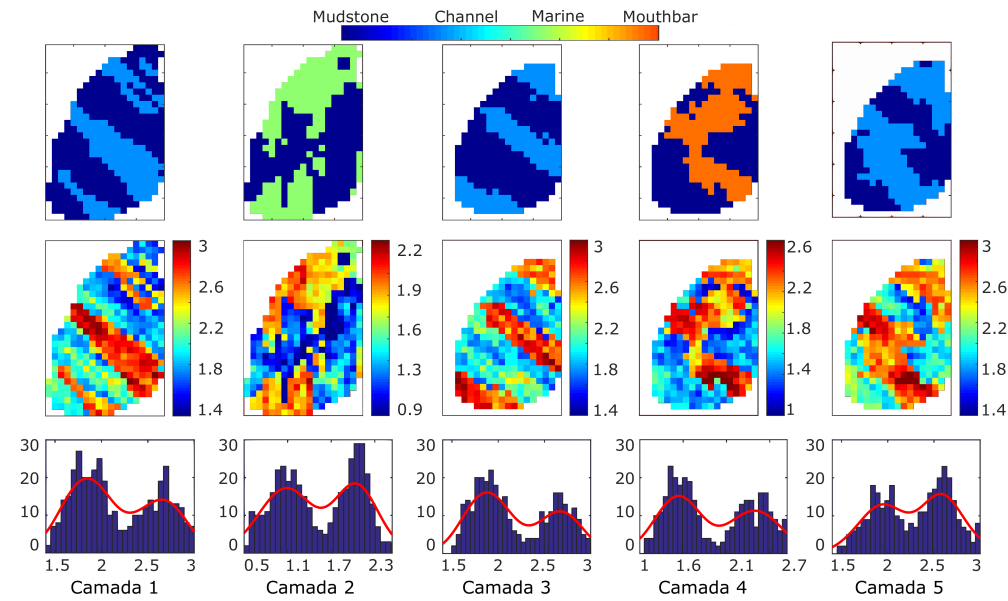 Mudstone Channel Marine Mouthbar
3 2.2 3 2.6 3
2.6 1.9 2.6 2.2 2.6
2.2 1.6 2.2 1.8 2.2
1.8 1.2 1.8 1.4 1.8
1.4 0.9 1.4 1 1.4
30 30 30 30 30
20 20 20 20 20
10 10 10 10 10
0 0 0 0 0
1.5 2 2.5 3 0.5 1.1 1.7 2.3 1.5 2 2.5 3 1 1.6 2.1 2.7 1.5 2 2.5 3
Camada 1 Camada 2 Camada 3 Camada 4 Camada 5